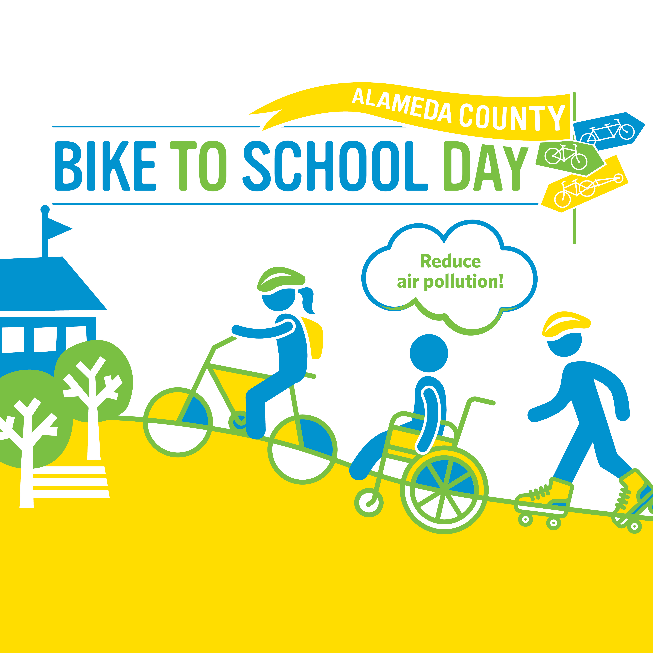 ALAMEDA COUNTY
BIKE TO SCHOOL DAY
Reduce
air pollution!